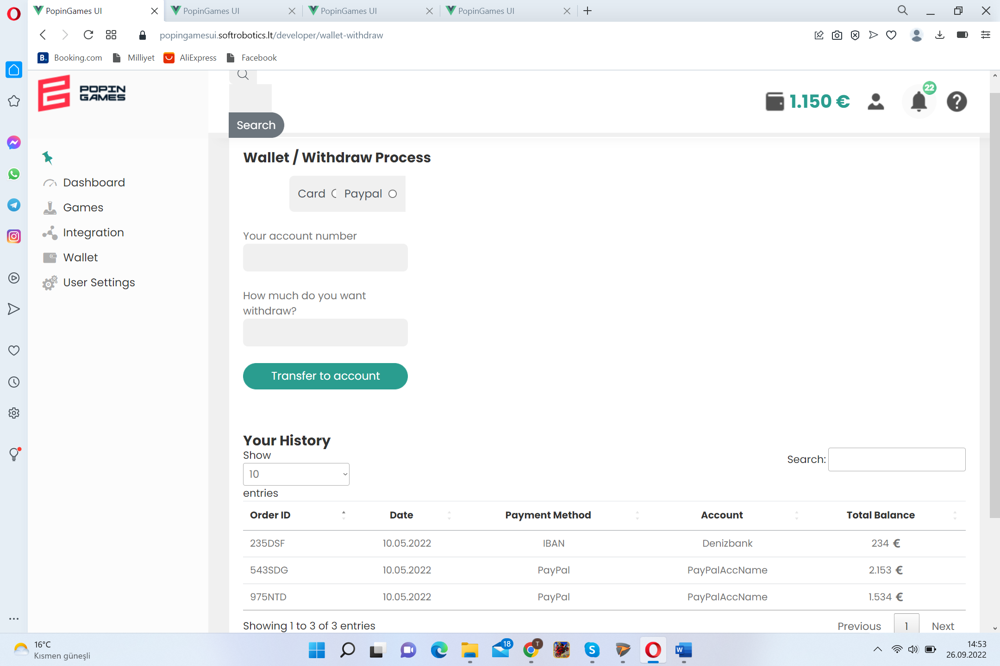 PopinGames UI
PopinGames UI
PopinGames UI
PopinGames UI
popingamesui.softrobotics.lt/developer/wallet-withdraw
B. Booking.com
Milliyet
AliExpress
Facebook
POPIN
GAMES
1.150 €
22
Search
Dashboard
Games
Integration
Wallet
User Settings
Wallet / Withdraw Process
Card
Paypal
Your account number
How much do you want
withdraw?
Transfer to account
Your History
Show
10
entries
Search:
Order ID Date Payment Method Account Total Balance
235DSF 10.05.2022 IBAN Denizbank 234 €
543SDG 10.05.2022 PayPal PayPalAccName 2.153 €
975NTD 10.05.2022 PayPal PayPalAccName 1.534 €
Showing 1 to 3 of 3 entries
Previous 1 Next
16°C
Kısmen güneşli
18
T
S
W
14:53
26.09.2022